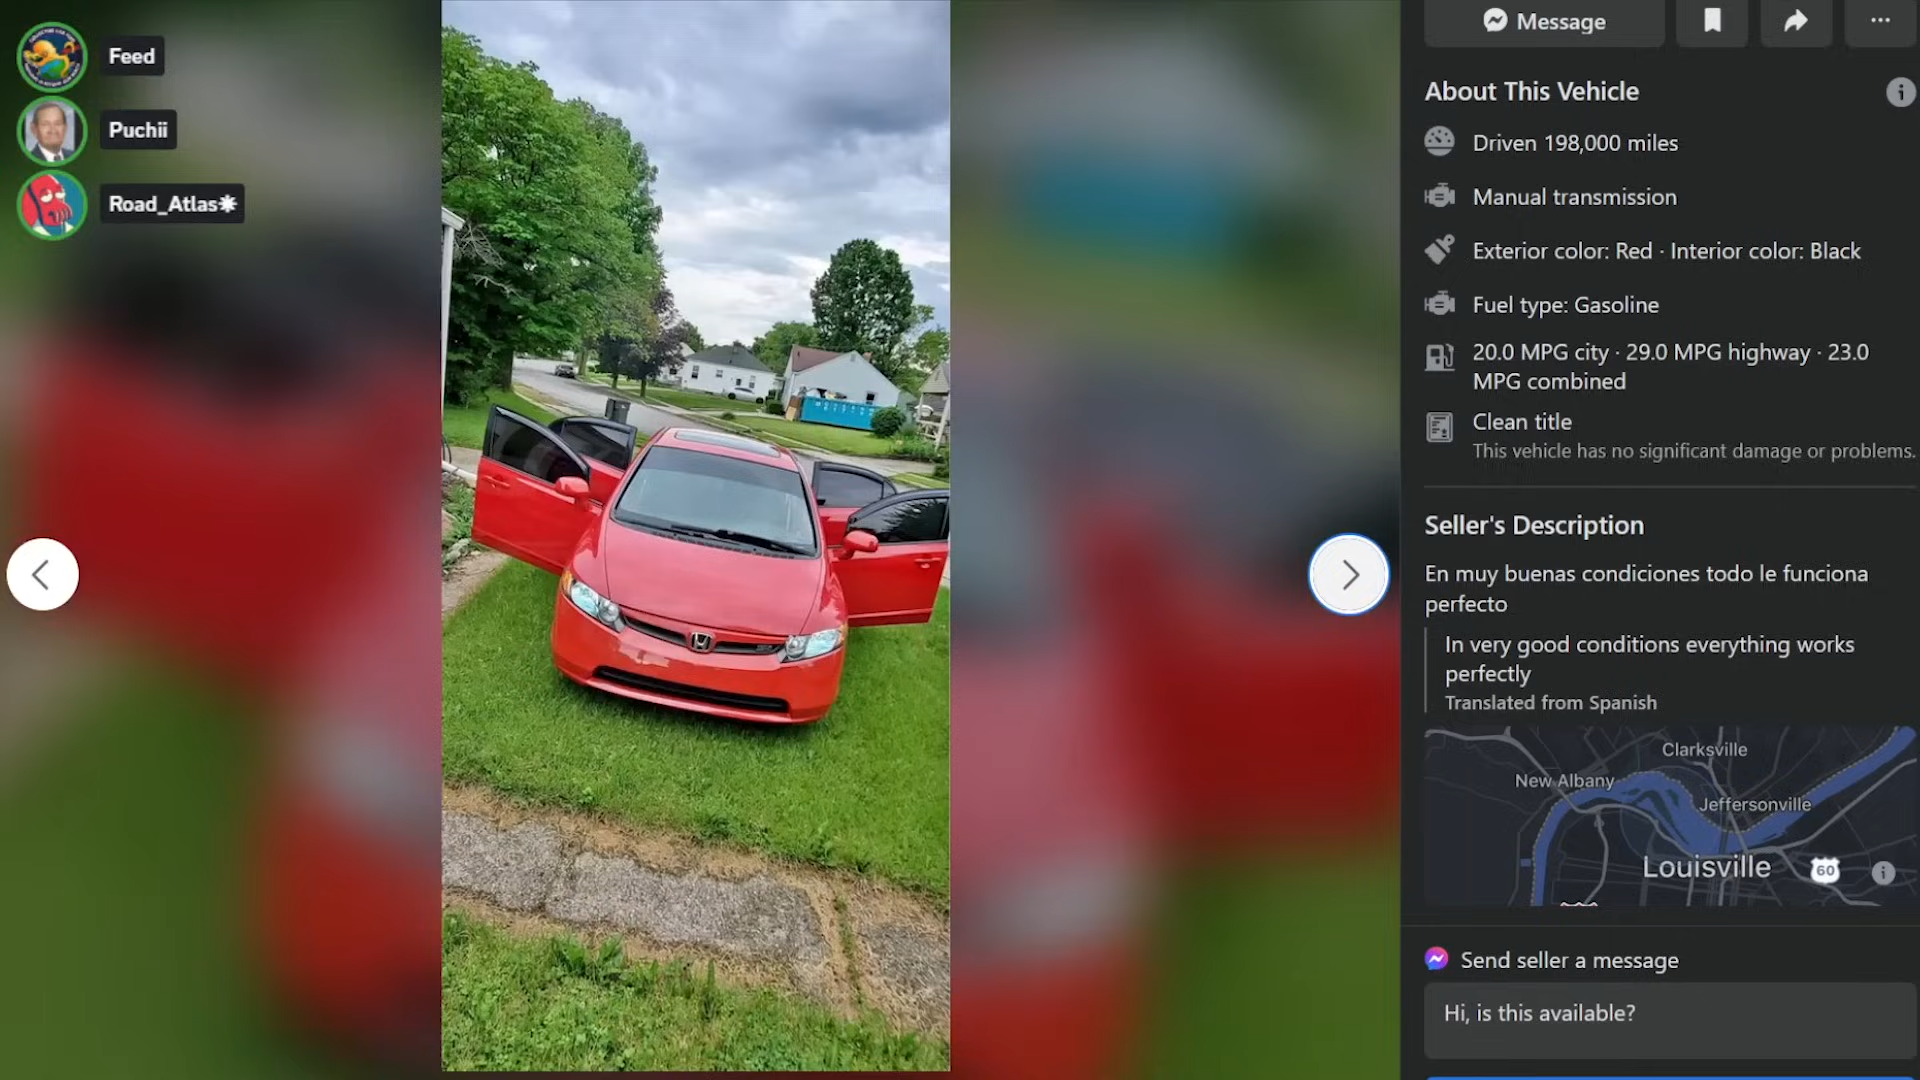 Feed
Puchii
Road_Atlas✱
Message
About This Vehicle
Driven 198,000 miles
Manual transmission
Exterior color: Red · Interior color: Black
Fuel type: Gasoline
20.0 MPG city · 29.0 MPG highway · 23.0
MPG combined
Clean title
This vehicle has no significant damage or problems.
Seller's Description
En muy buenas condiciones todo le funciona
perfecto
In very good conditions everything works
perfectly
Translated from Spanish
Clarksville
New Albany
Jeffersonville
Louisville
60
Send seller a message
Hi, is this available?